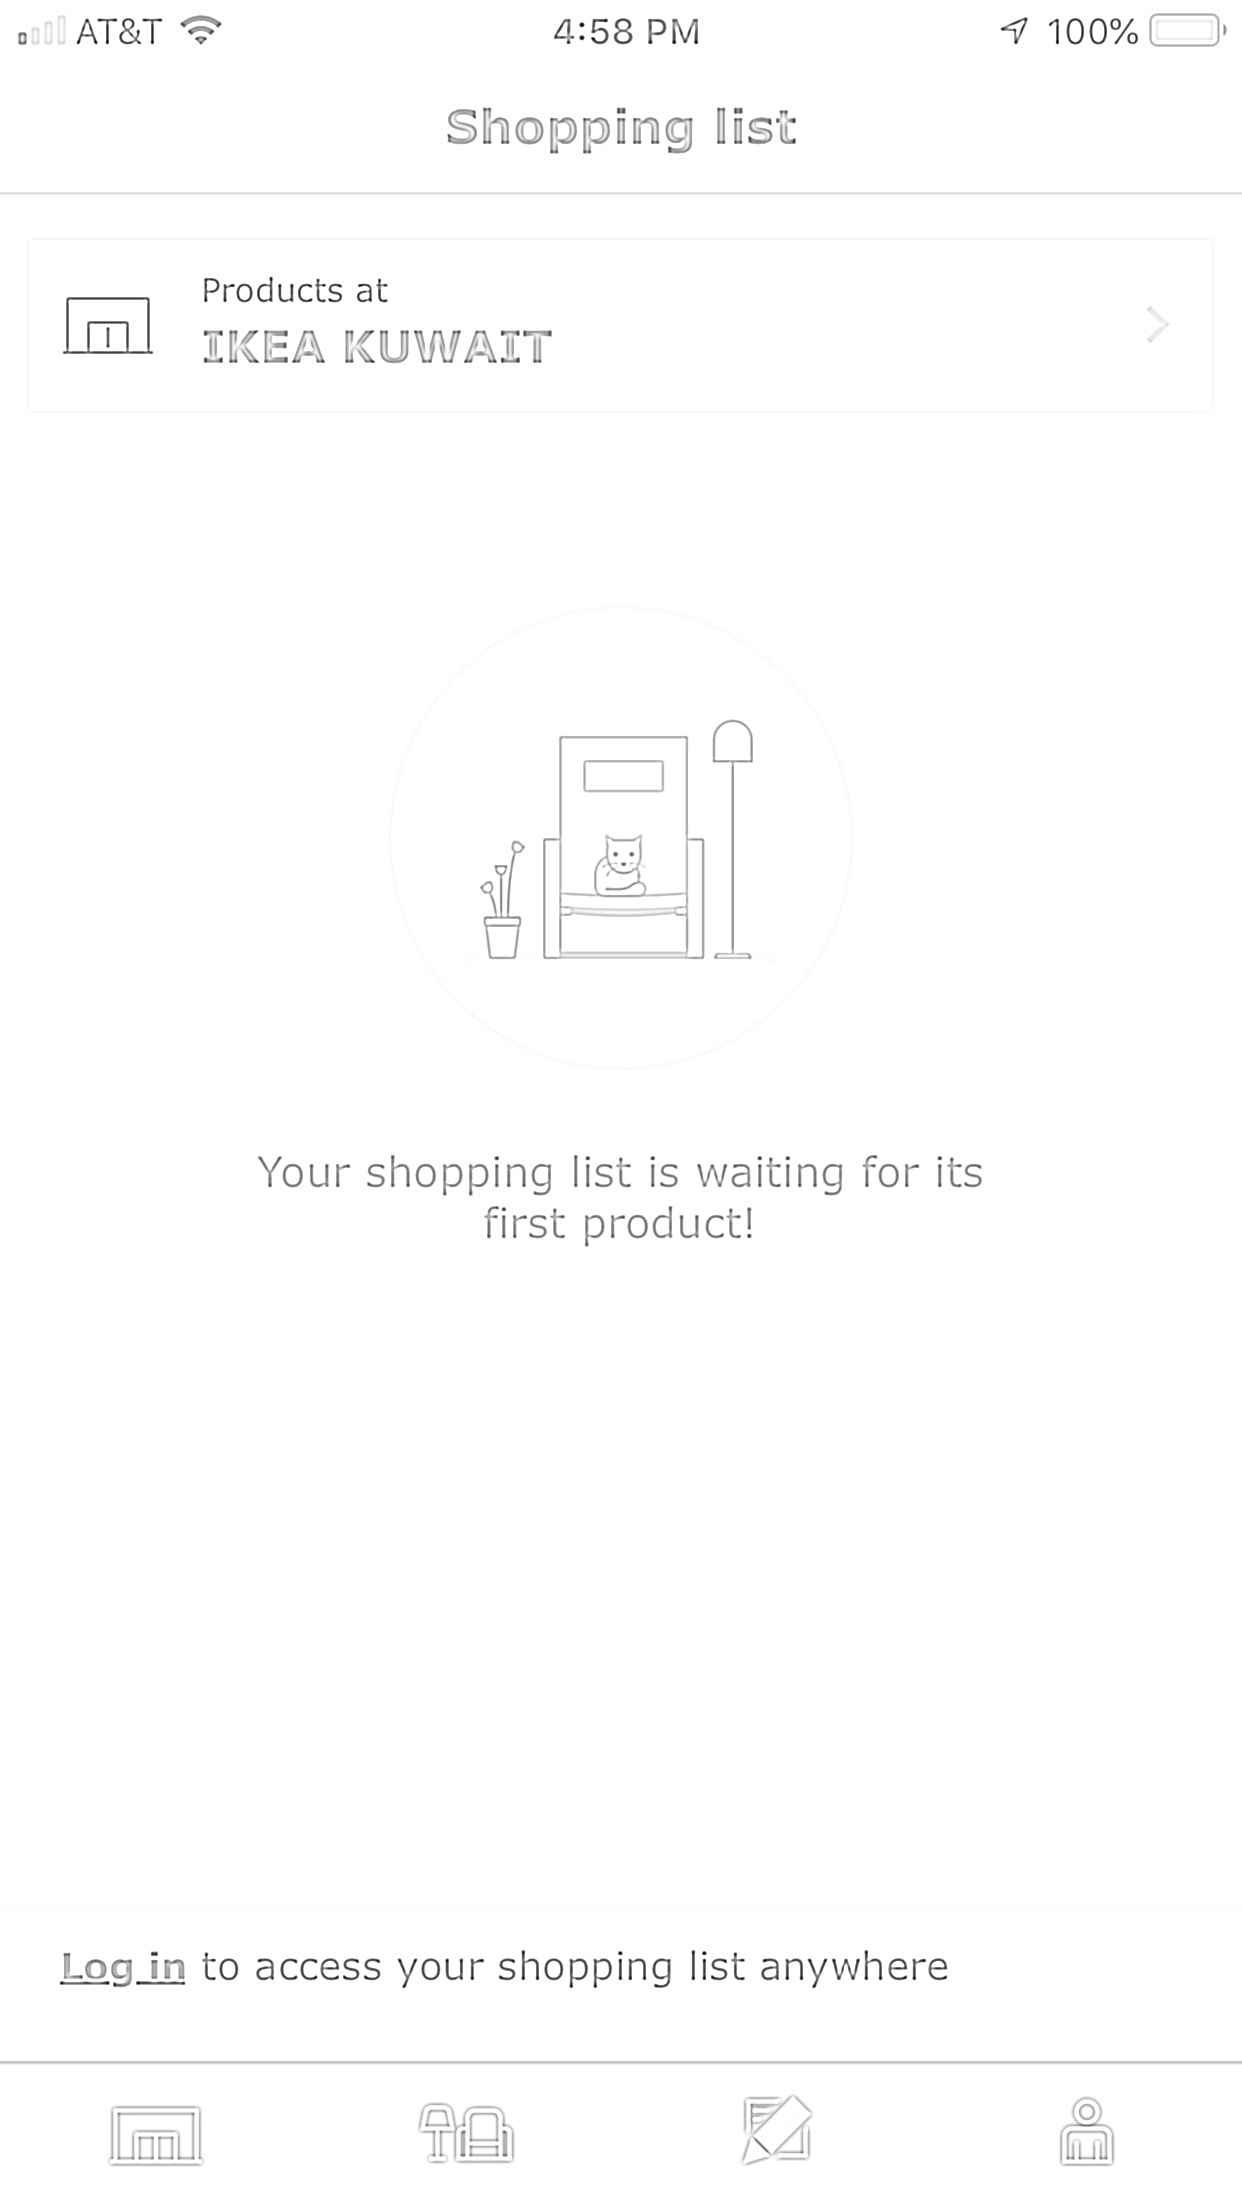 AT&T 4:58 PM 100%
Shopping list
Products at
IKEA KUWAIT
Your shopping list is waiting for its
first product!
Log in to access your shopping list anywhere